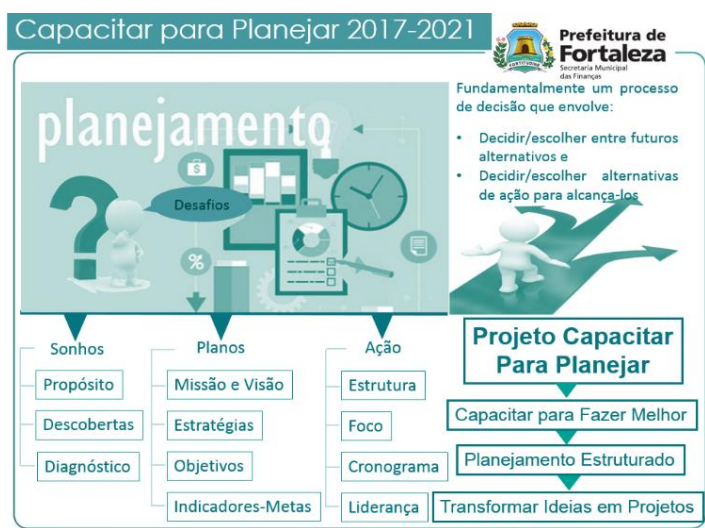 Capacitar para Planejar 2017-2021
Prefeitura de
Fortaleza
Secretaria Municipal
das Finanças
FORTITUDINE
planejamento
Desafios
$
%
?
Fundamentalmente um processo
de decisão que envolve:
• Decidir/escolher entre futuros
alternativos e
• Decidir/escolher alternativas
de ação para alcança-los
Sonhos
Propósito
Descobertas
Diagnóstico
Planos
Missão e Visão
Estratégias
Objetivos
Indicadores-Metas
Ação
Estrutura
Foco
Cronograma
Liderança
Projeto Capacitar
Para Planejar
Capacitar para Fazer Melhor
Planejamento Estruturado
Transformar Ideias em Projetos